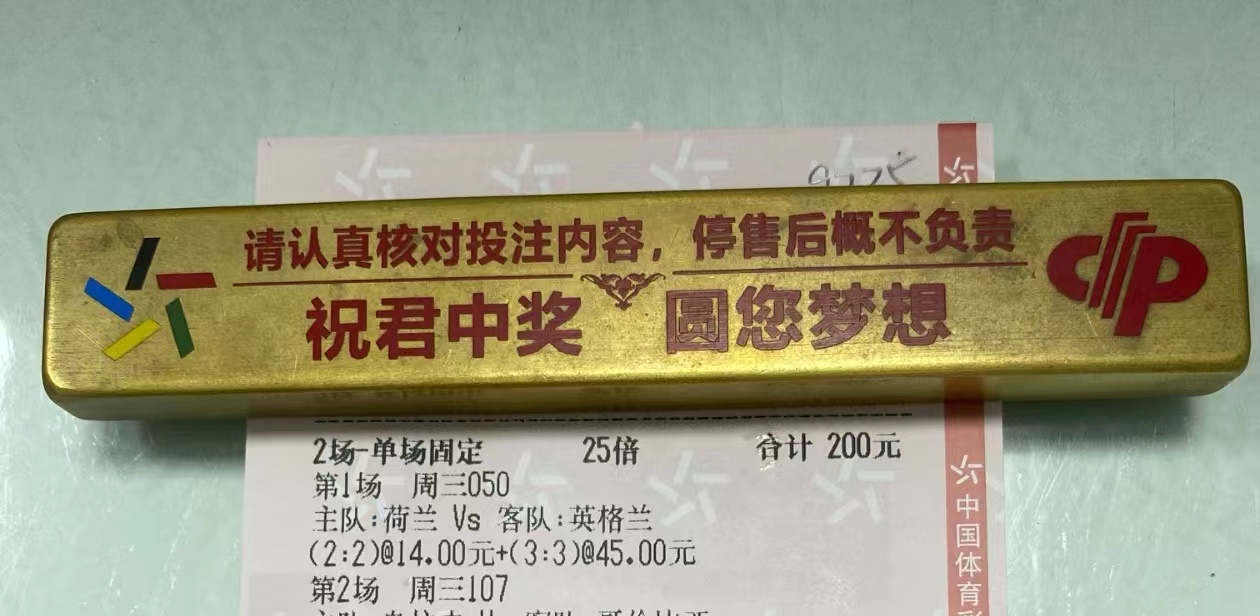 9775
请认真核对投注内容，停售后概不负责
祝君中奖 圆您梦想
2场-单场固定 25倍 合计 200元
第1场 周三050
主队:荷兰 Vs 客队:英格兰
(2:2)@14.00元+(3:3)@45.00元
第2场 周三107
中国体育彩